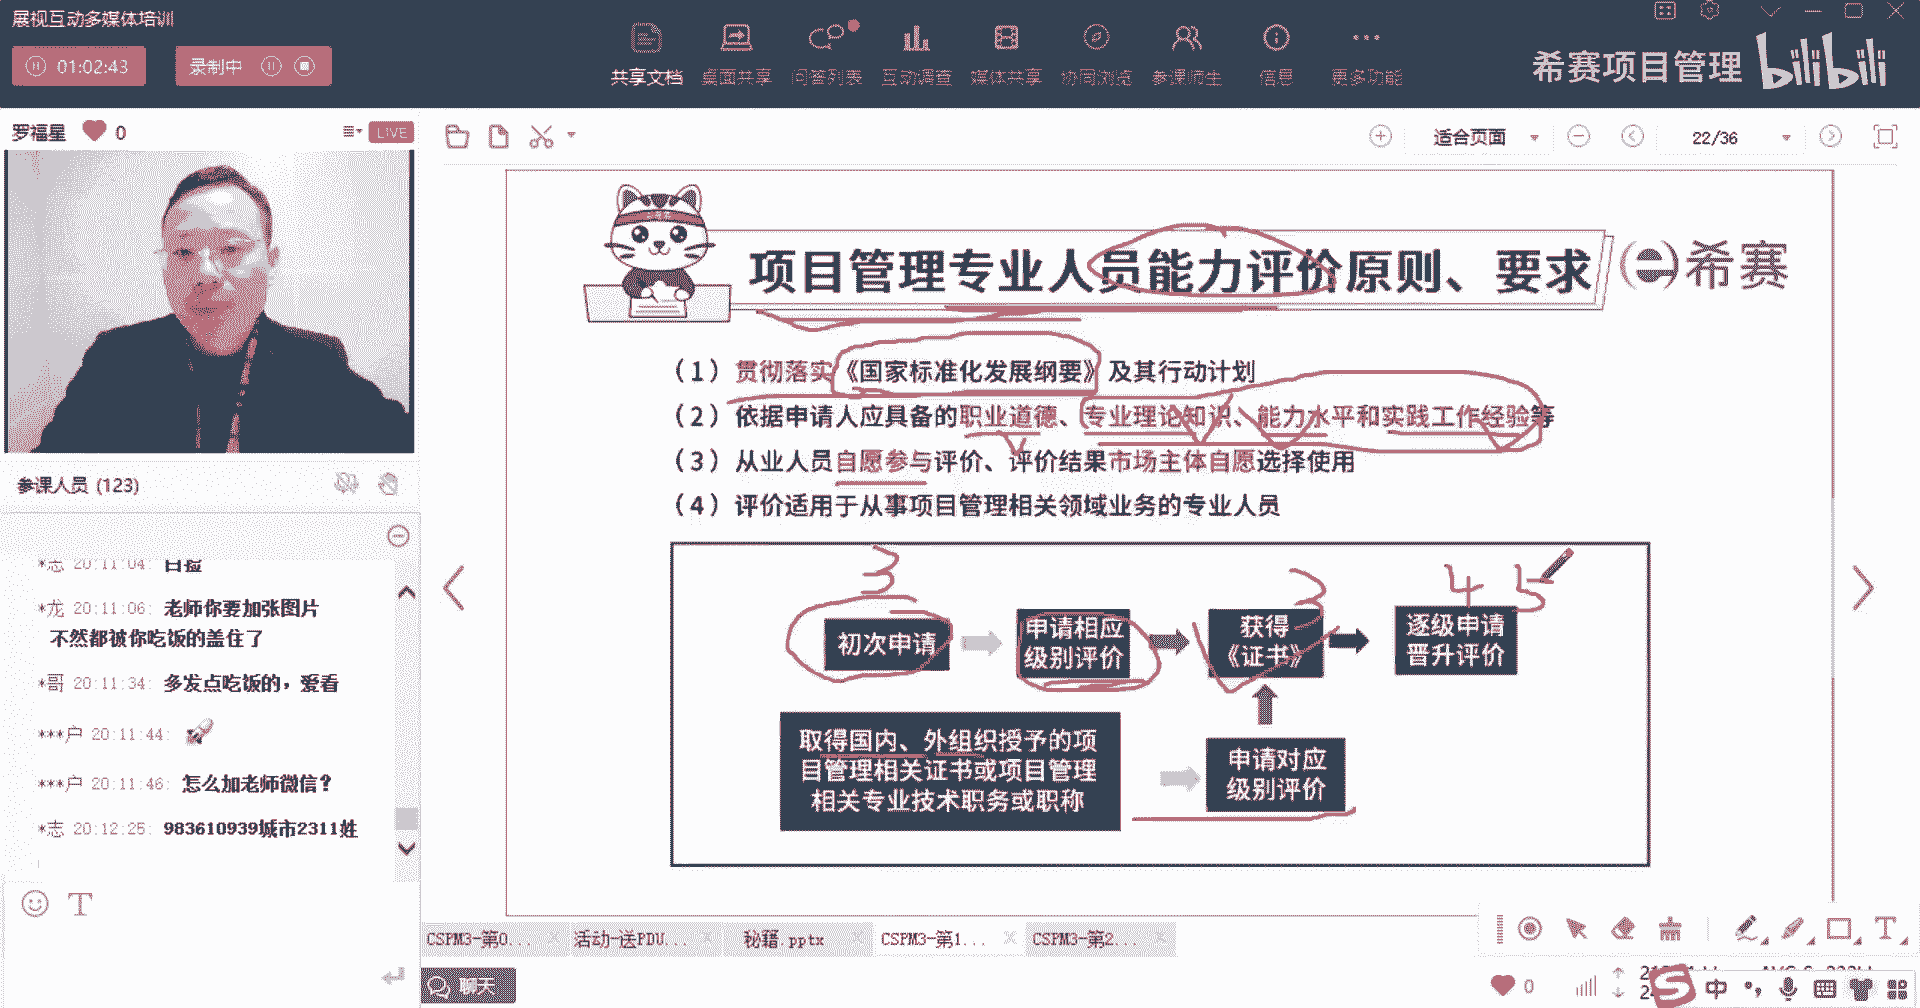 展视互动多媒体培训
01:02:43
录制中
共享文档 桌面共享 问答列表 互动调查 媒体共享 协同浏览 参课师生 信息 更多功能
希赛项目管理 bilibili
罗福星 0
LIVE
适合页面
22/36
项目管理专业人员能力评价原则、要求
希赛
（1）贯彻落实《国家标准化发展纲要》及其行动计划
（2）依据申请人应具备的职业道德、专业理论知识、能力水平和实践工作经验等
（3）从业人员自愿参与评价、评价结果市场主体自愿选择使用
（4）评价适用于从事项目管理相关领域业务的专业人员
3
3
4 5
初次申请
申请相应
级别评价
获得
《证书》
逐级申请
晋升评价
取得国内、外组织授予的项
目管理相关证书或项目管理
相关专业技术职务或职称
申请对应
级别评价
参课人员 (123)
*志 20:11:04:
*龙 20:11:06: 老师你要加张图片
不然都被你吃饭的盖住了
*哥 20:11:34: 多发点吃饭的，爱看
***户 20:11:44:
***户 20:11:46: 怎么加老师微信？
*志 20:12:25: 983610939城市2311姓
T
CSPM3-第0... 活动-送PDU... 秘籍.pptx CSPM3-第1... CSPM3-第2...
聊天
T
0
中